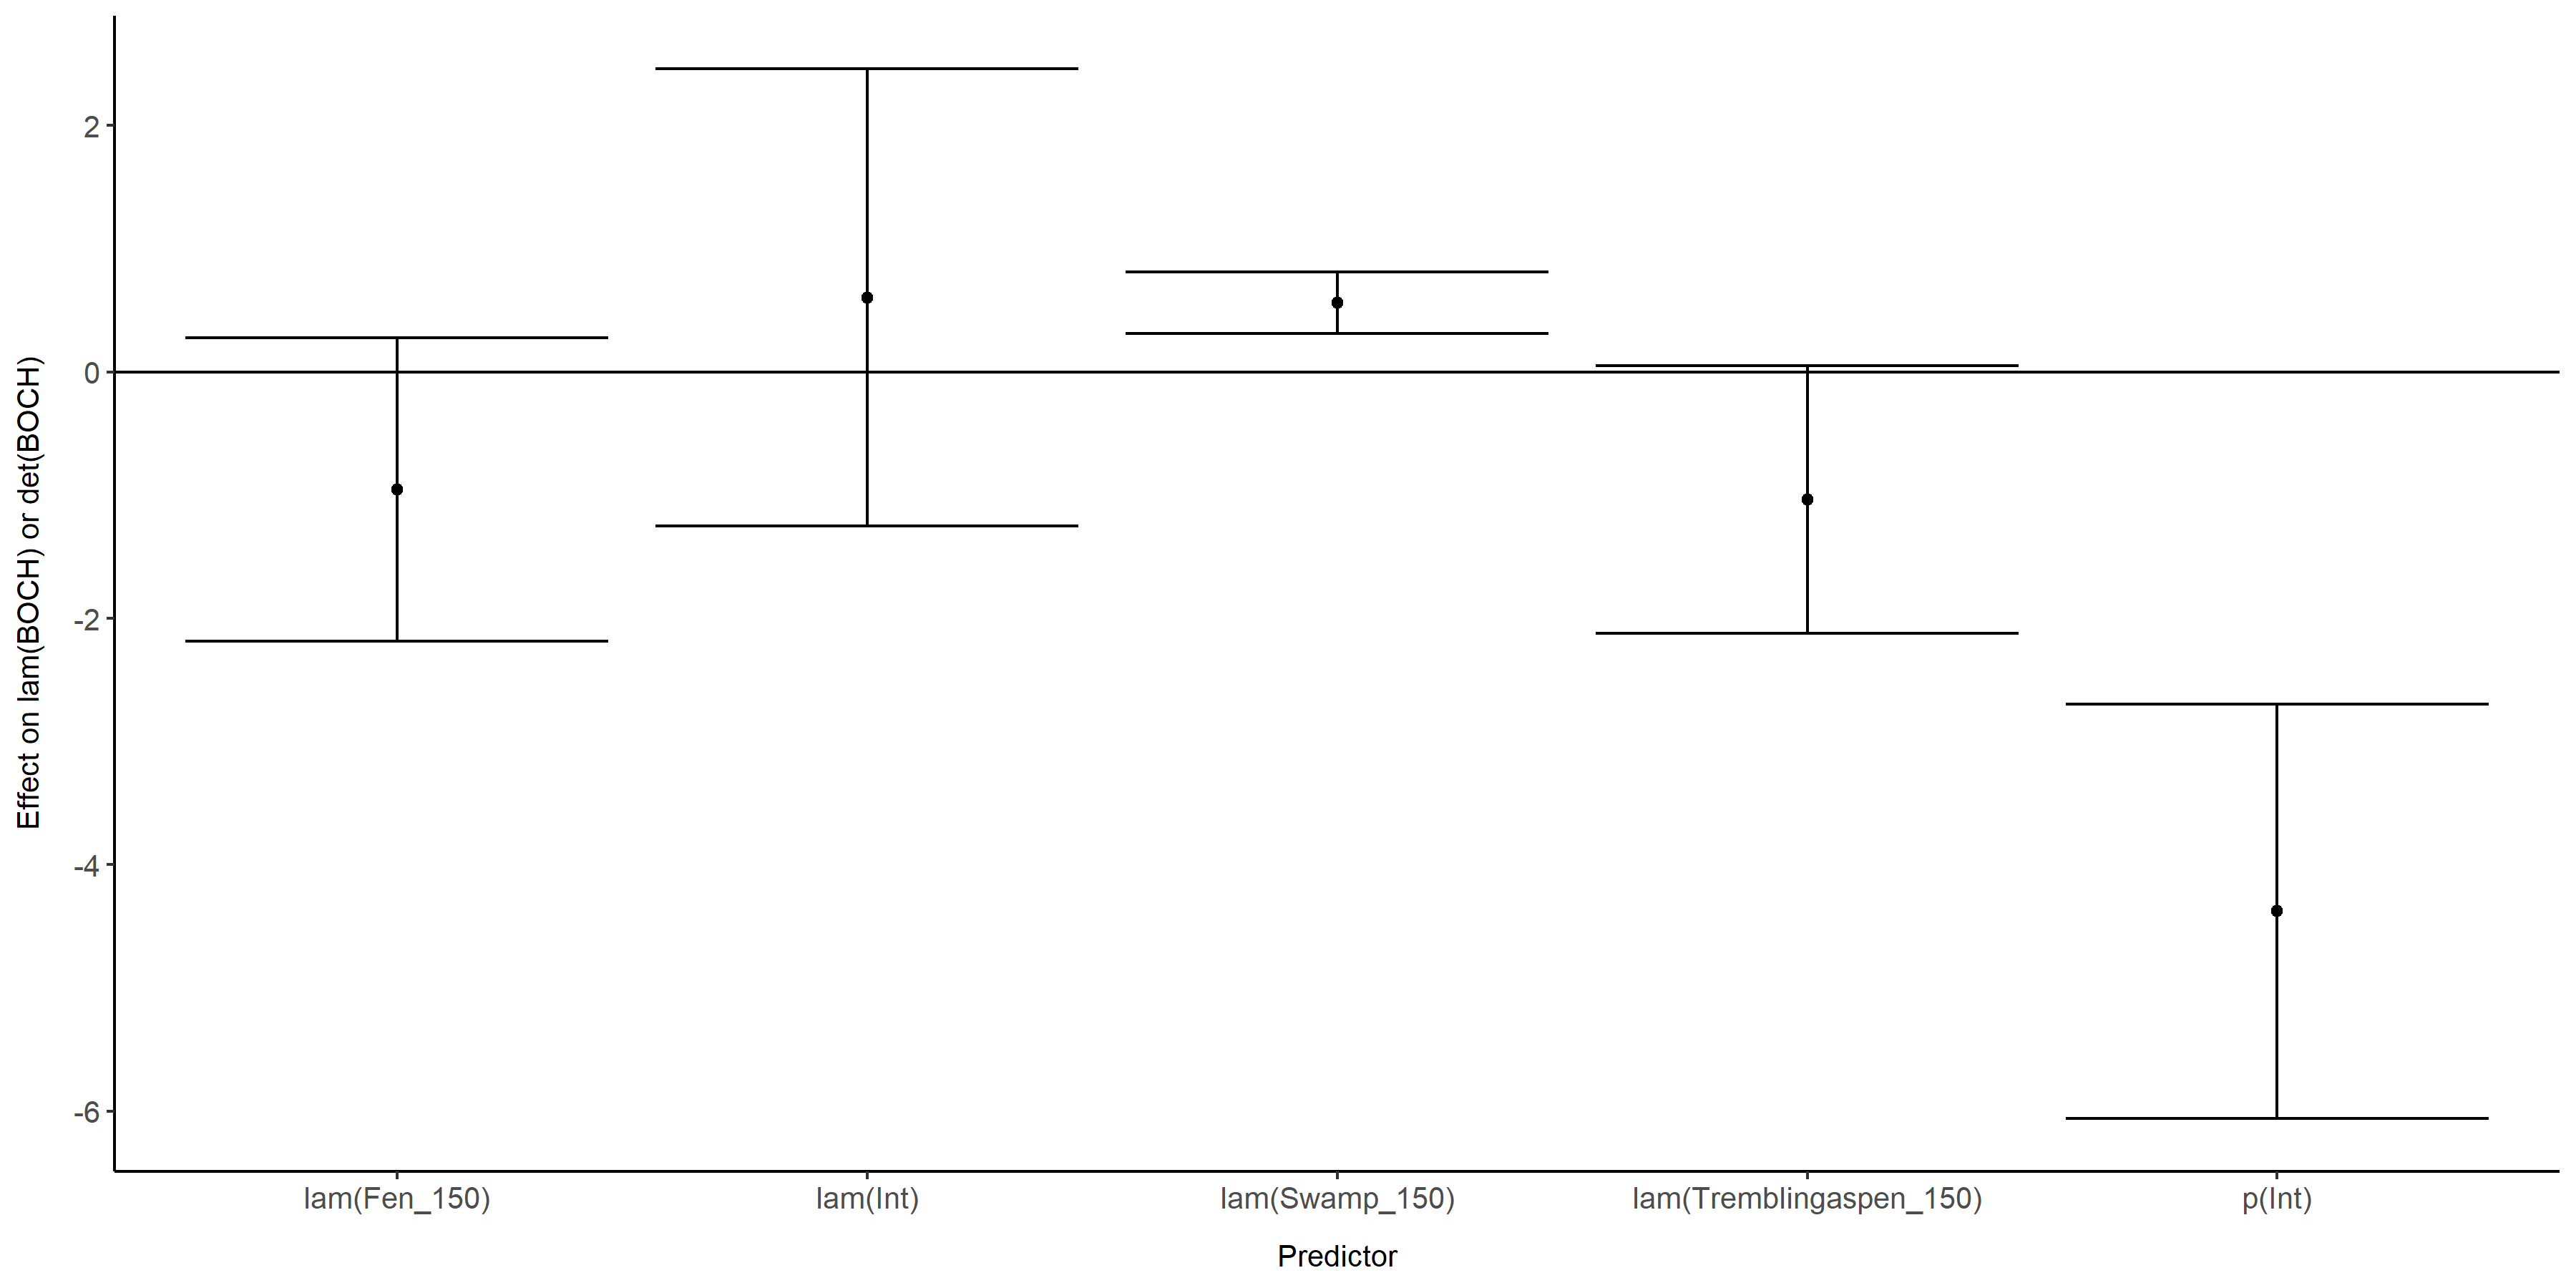 Effect on lam(BOCH) or det(BOCH)
2
0
-2
-4
-6
lam(Fen_150)
lam(Int)
lam(Swamp_150)
lam(Tremblingaspen_150)
p(Int)
Predictor